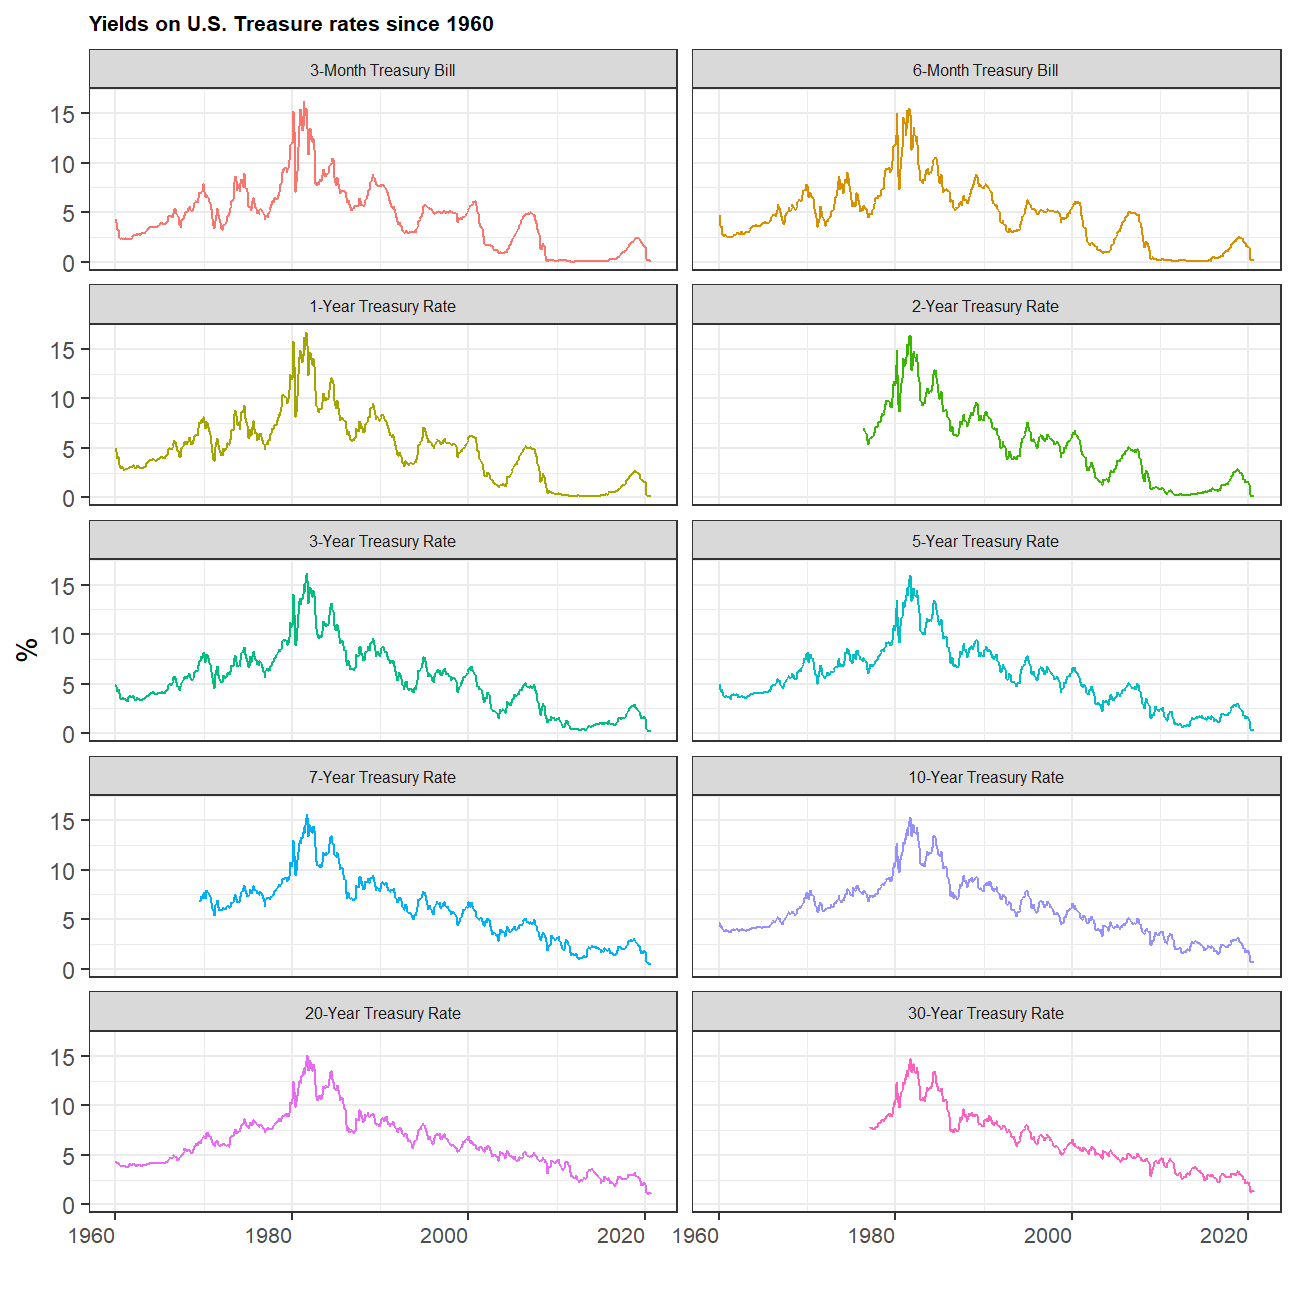 Yields on U.S. Treasure rates since 1960
3-Month Treasury Bill
6-Month Treasury Bill
15
10
5
0
1-Year Treasury Rate
2-Year Treasury Rate
15
10
5
0
3-Year Treasury Rate
5-Year Treasury Rate
15
10
5
0
%
7-Year Treasury Rate
10-Year Treasury Rate
15
10
5
0
20-Year Treasury Rate
30-Year Treasury Rate
15
10
5
0
1960 1980 2000 2020 1960 1980 2000 2020